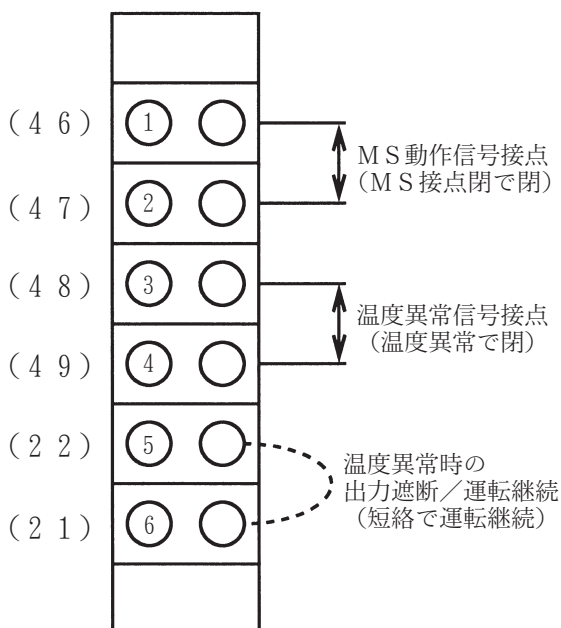 (46)
①
MS動作信号接点
(MS接点閉で閉)
(47)
②
(48)
③
温度異常信号接点
(温度異常で閉)
(49)
④
(22)
⑤
温度異常時の
出力遮断／運転継続
(短絡で運転継続)
(21)
⑥